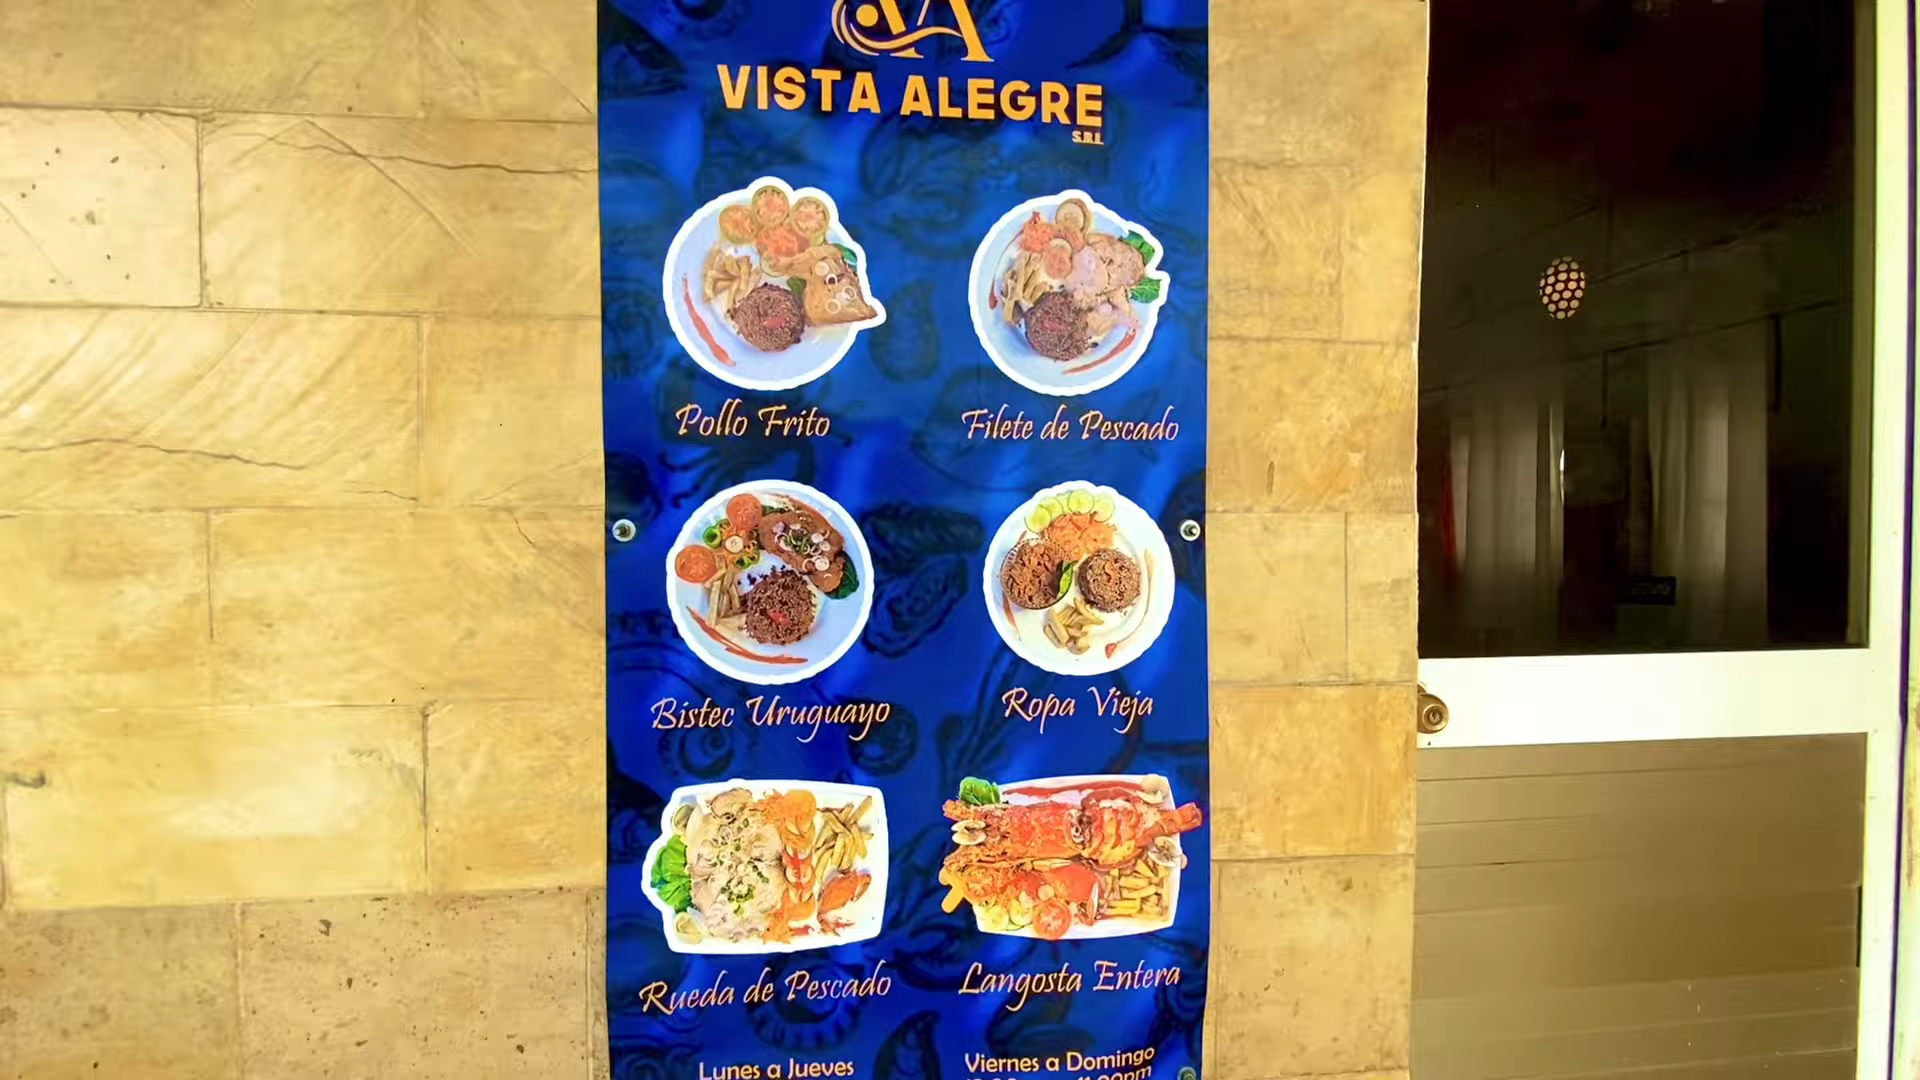 VA
VISTA ALEGRE
S.R.L.
Pollo Frito
Filete de Pescado
Bistec Uruguayo
Ropa Vieja
Rueda de Pescado
Langosta Entera
Lunes a Jueves
Viernes a Domingo